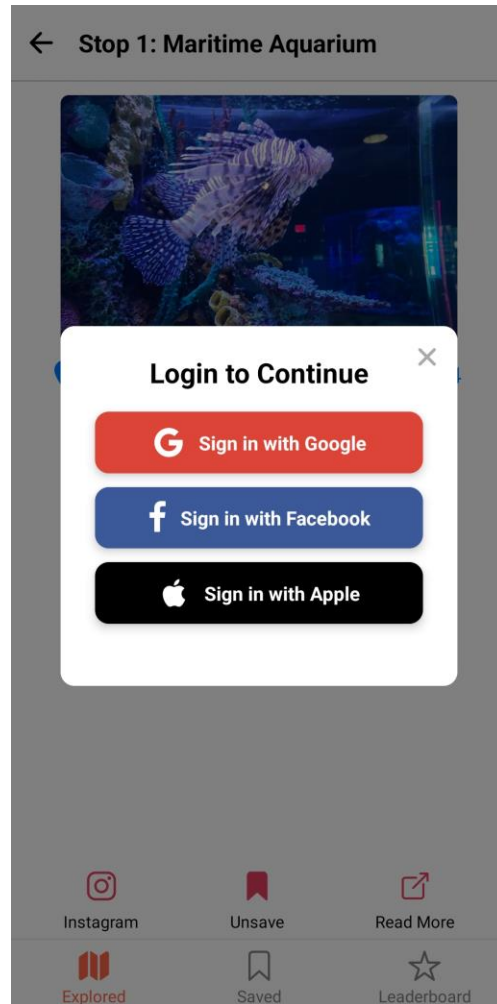 Stop 1: Maritime Aquarium
Login to Continue
Sign in with Google
Sign in with Facebook
Sign in with Apple
Instagram
Unsave
Read More
Explored
Saved
Leaderboard